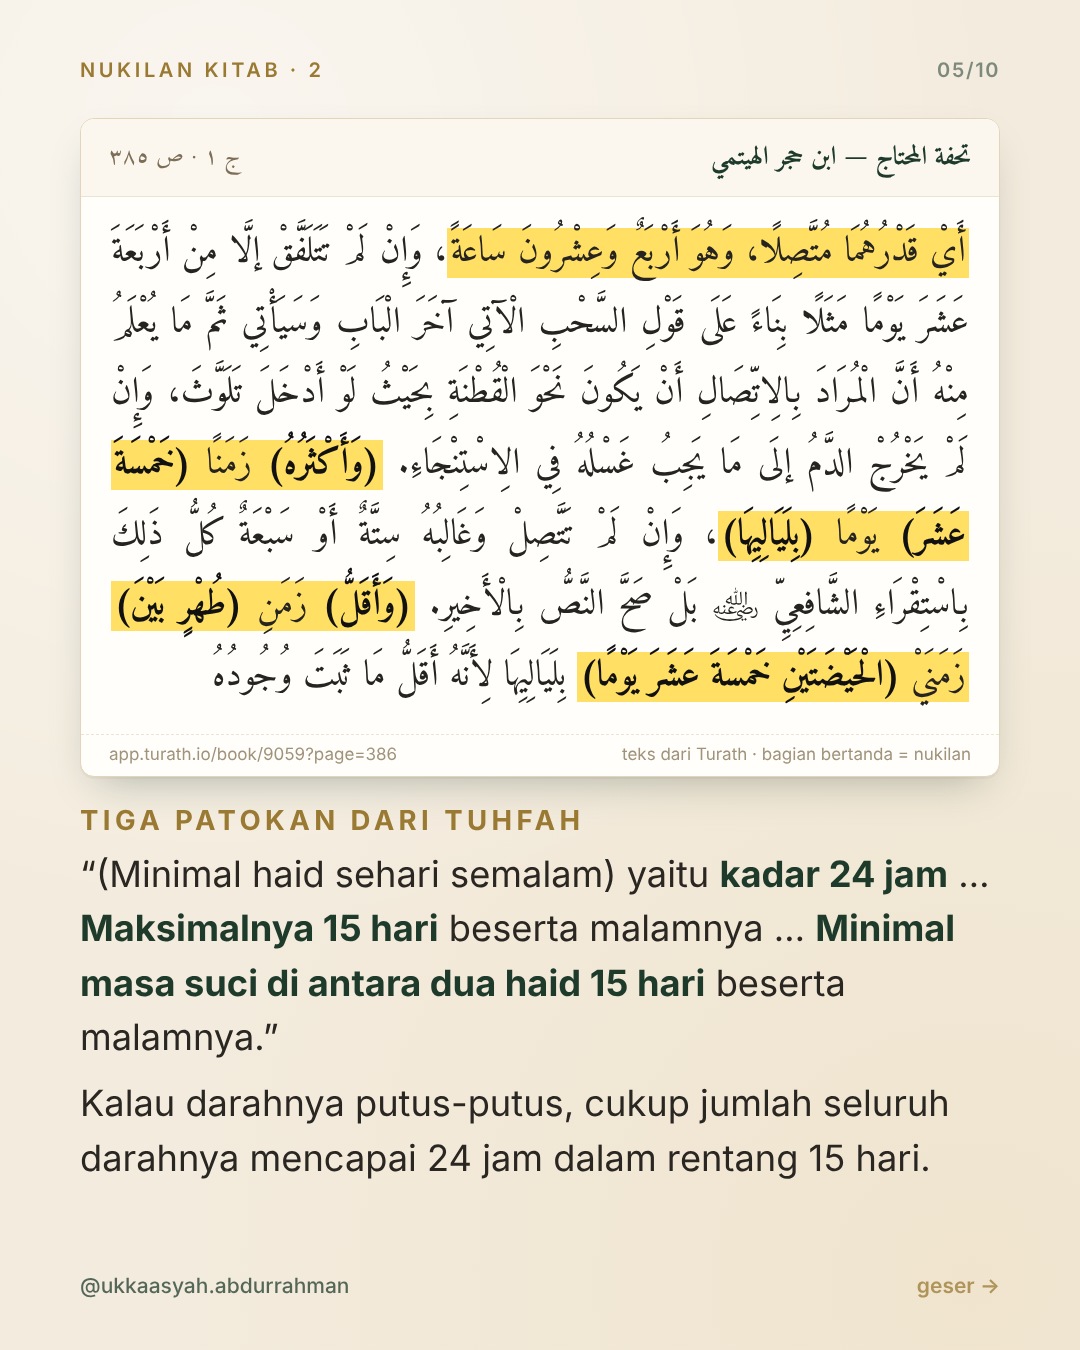 NUKILAN KITAB · 2
05/10
تحفة المحتاج — ابن حجر الهيتمي
ج ١ · ص ٣٨٥
أَيْ قَدْرُهُمَا مُتَّصِلًا، وَهُوَ أَرْبَعٌ وَعِشْرُونَ سَاعَةً، وَإِنْ لَمْ تَتَلَفَّقْ إلَّا مِنْ أَرْبَعَةَ
عَشَرَ يَوْمًا مَثَلًا بِنَاءً عَلَى قَوْلِ السَّحْبِ الْآتِي آخَرَ الْبَابِ وَسَيَأْتِي ثَمَّ مَا يُعْلَمُ
مِنْهُ أَنَّ الْمُرَادَ بِالِاتِّصَالِ أَنْ يَكُونَ نَحْوَ الْقُطْنَةِ بِحَيْثُ لَوْ أَدْخَلَ تَلَوَّثَ، وَإِنْ
لَمْ يَخْرُجْ الدَّمُ إلَى مَا يَجِبُ غَسْلُهُ فِي الِاسْتِنْجَاءِ. (وَأَكْثَرُهُ) زَمَنًا (خَمْسَةَ
عَشَرَ) يَوْمًا (بِلَيَالِيِهَا)، وَإِنْ لَمْ تَتَّصِلْ وَغَالِبُهُ سِتَّةٌ أَوْ سَبْعَةٌ كُلُّ ذَلِكَ
بِاسْتِقْرَاءِ الشَّافِعِيِّ ﵁ بَلْ صَحَّ النَّصُّ بِالْأَخِيرِ. (وَأَقَلُّ) زَمَنِ (طُهْرٍ بَيْنَ)
زَمَنَيْ (الْحَيْضَتَيْنِ خَمْسَةَ عَشَرَ يَوْمًا) بِلَيَالِيِهَا لِأَنَّهُ أَقَلُّ مَا ثَبَتَ وُجُودُهُ
app.turath.io/book/9059?page=386
teks dari Turath · bagian bertanda = nukilan
TIGA PATOKAN DARI TUHFAH
“(Minimal haid sehari semalam) yaitu kadar 24 jam …
Maksimalnya 15 hari beserta malamnya … Minimal
masa suci di antara dua haid 15 hari beserta
malamnya.”
Kalau darahnya putus-putus, cukup jumlah seluruh
darahnya mencapai 24 jam dalam rentang 15 hari.
@ukkaasyah.abdurrahman
geser →